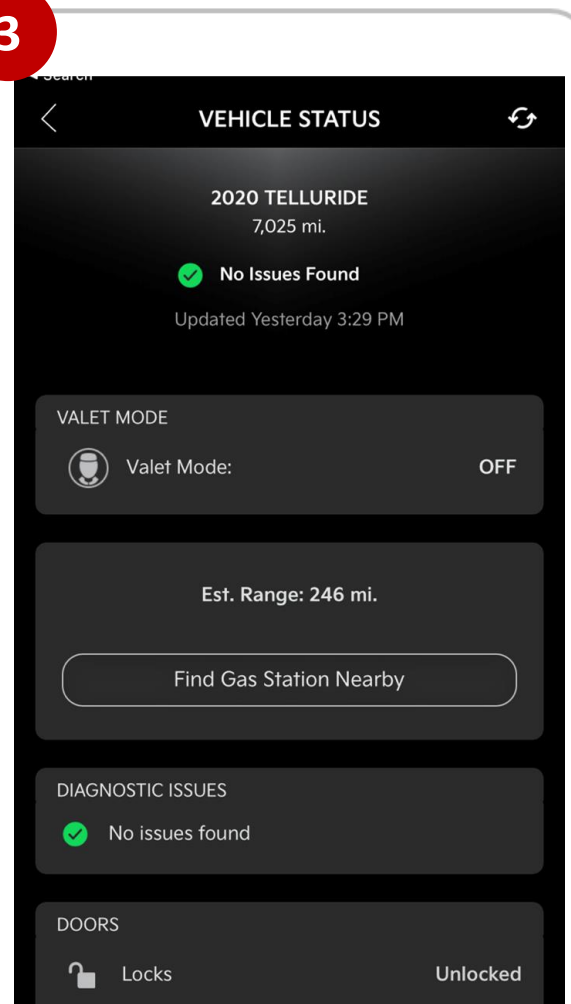 3
Search
VEHICLE STATUS
2020 TELLURIDE
7,025 mi.
No Issues Found
Updated Yesterday 3:29 PM
VALET MODE
Valet Mode: OFF
Est. Range: 246 mi.
Find Gas Station Nearby
DIAGNOSTIC ISSUES
No issues found
DOORS
Locks Unlocked